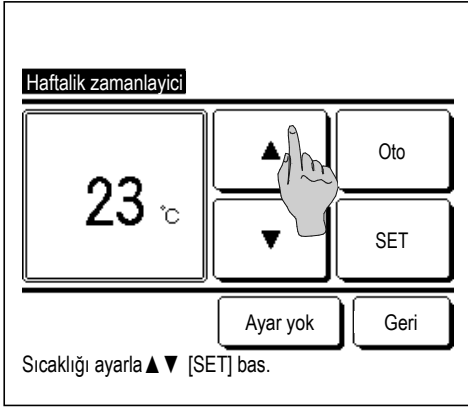 Haftalik zamanlayici
▲ Oto
23 °C
▼ SET
Ayar yok Geri
Sıcaklığı ayarla▲▼ [SET] bas.